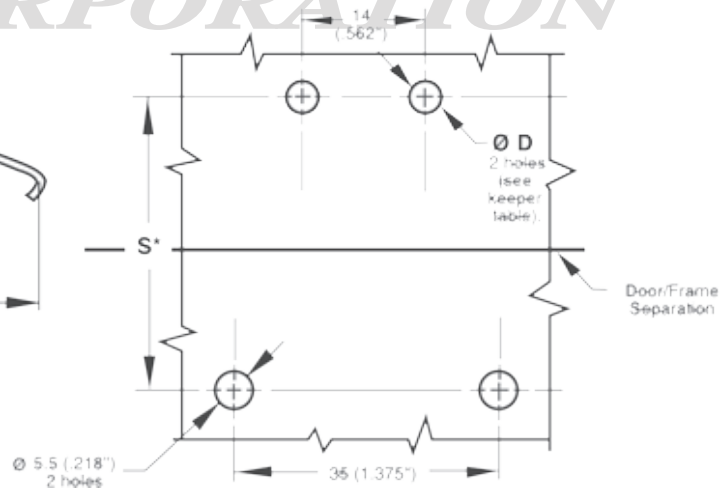 RPORATION
14
(.562")
Ø D
2 holes
(see
keeper
table).
S*
Door/Frame
Separation
Ø 5.5 (.218")
2 holes
35 (1.375")